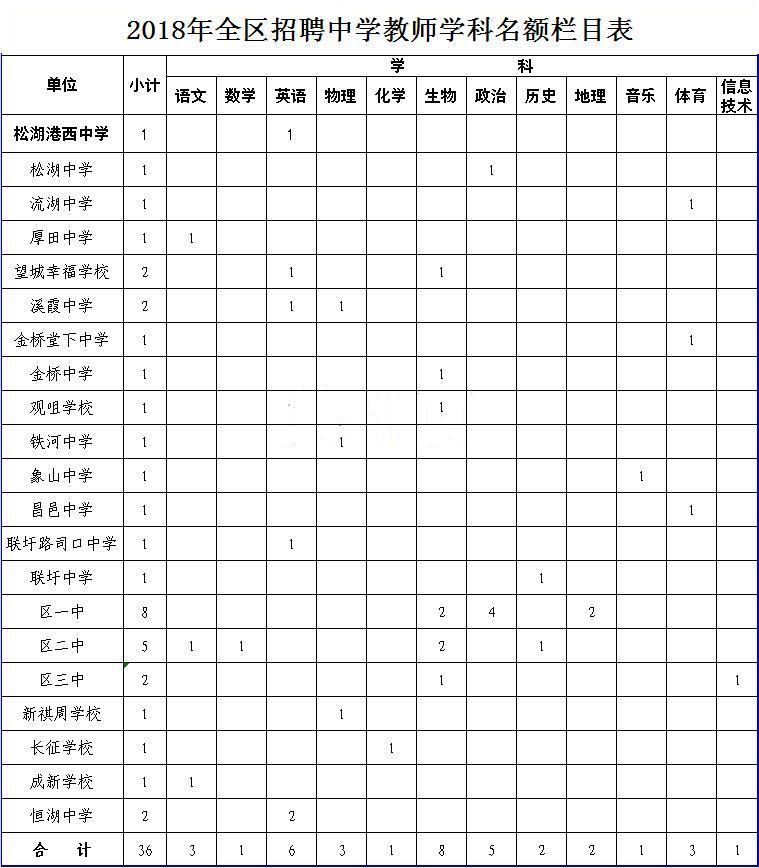 2018年全区招聘中学教师学科名额栏目表
单位 小计 学 科
语文 数学 英语 物理 化学 生物 政治 历史 地理 音乐 体育 信息技术
松湖港西中学 1 1
松湖中学 1 1
流湖中学 1 1
厚田中学 1 1
望城幸福学校 2 1 1
溪霞中学 2 1 1
金桥堂下中学 1 1
金桥中学 1 1
观咀学校 1 1
铁河中学 1 1
象山中学 1 1
昌邑中学 1 1
联圩路司口中学 1 1
联圩中学 1 1
区一中 8 2 4 2
区二中 5 1 1 2 1
区三中 2 1 1
新祺周学校 1 1
长征学校 1 1
成新学校 1 1
恒湖中学 2 2
合 计 36 3 1 6 3 1 8 5 2 2 1 3 1